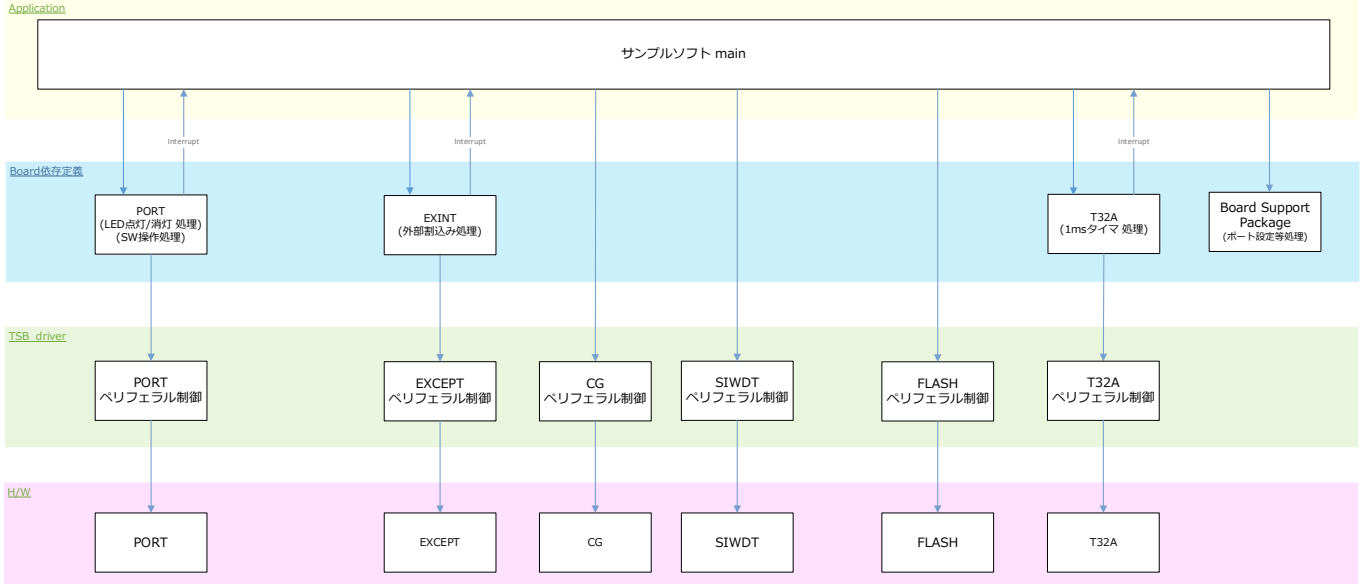 Application
サンプルソフト main
Interrupt
Interrupt
Interrupt
Board依存定義
PORT
(LED点灯/消灯 処理)
(SW操作処理)
EXINT
(外部割込み処理)
T32A
(1msタイマ 処理)
Board Support
Package
(ポート設定等処理)
TSB_driver
PORT
ペリフェラル制御
EXCEPT
ペリフェラル制御
CG
ペリフェラル制御
SIWDT
ペリフェラル制御
FLASH
ペリフェラル制御
T32A
ペリフェラル制御
H/W
PORT
EXCEPT
CG
SIWDT
FLASH
T32A